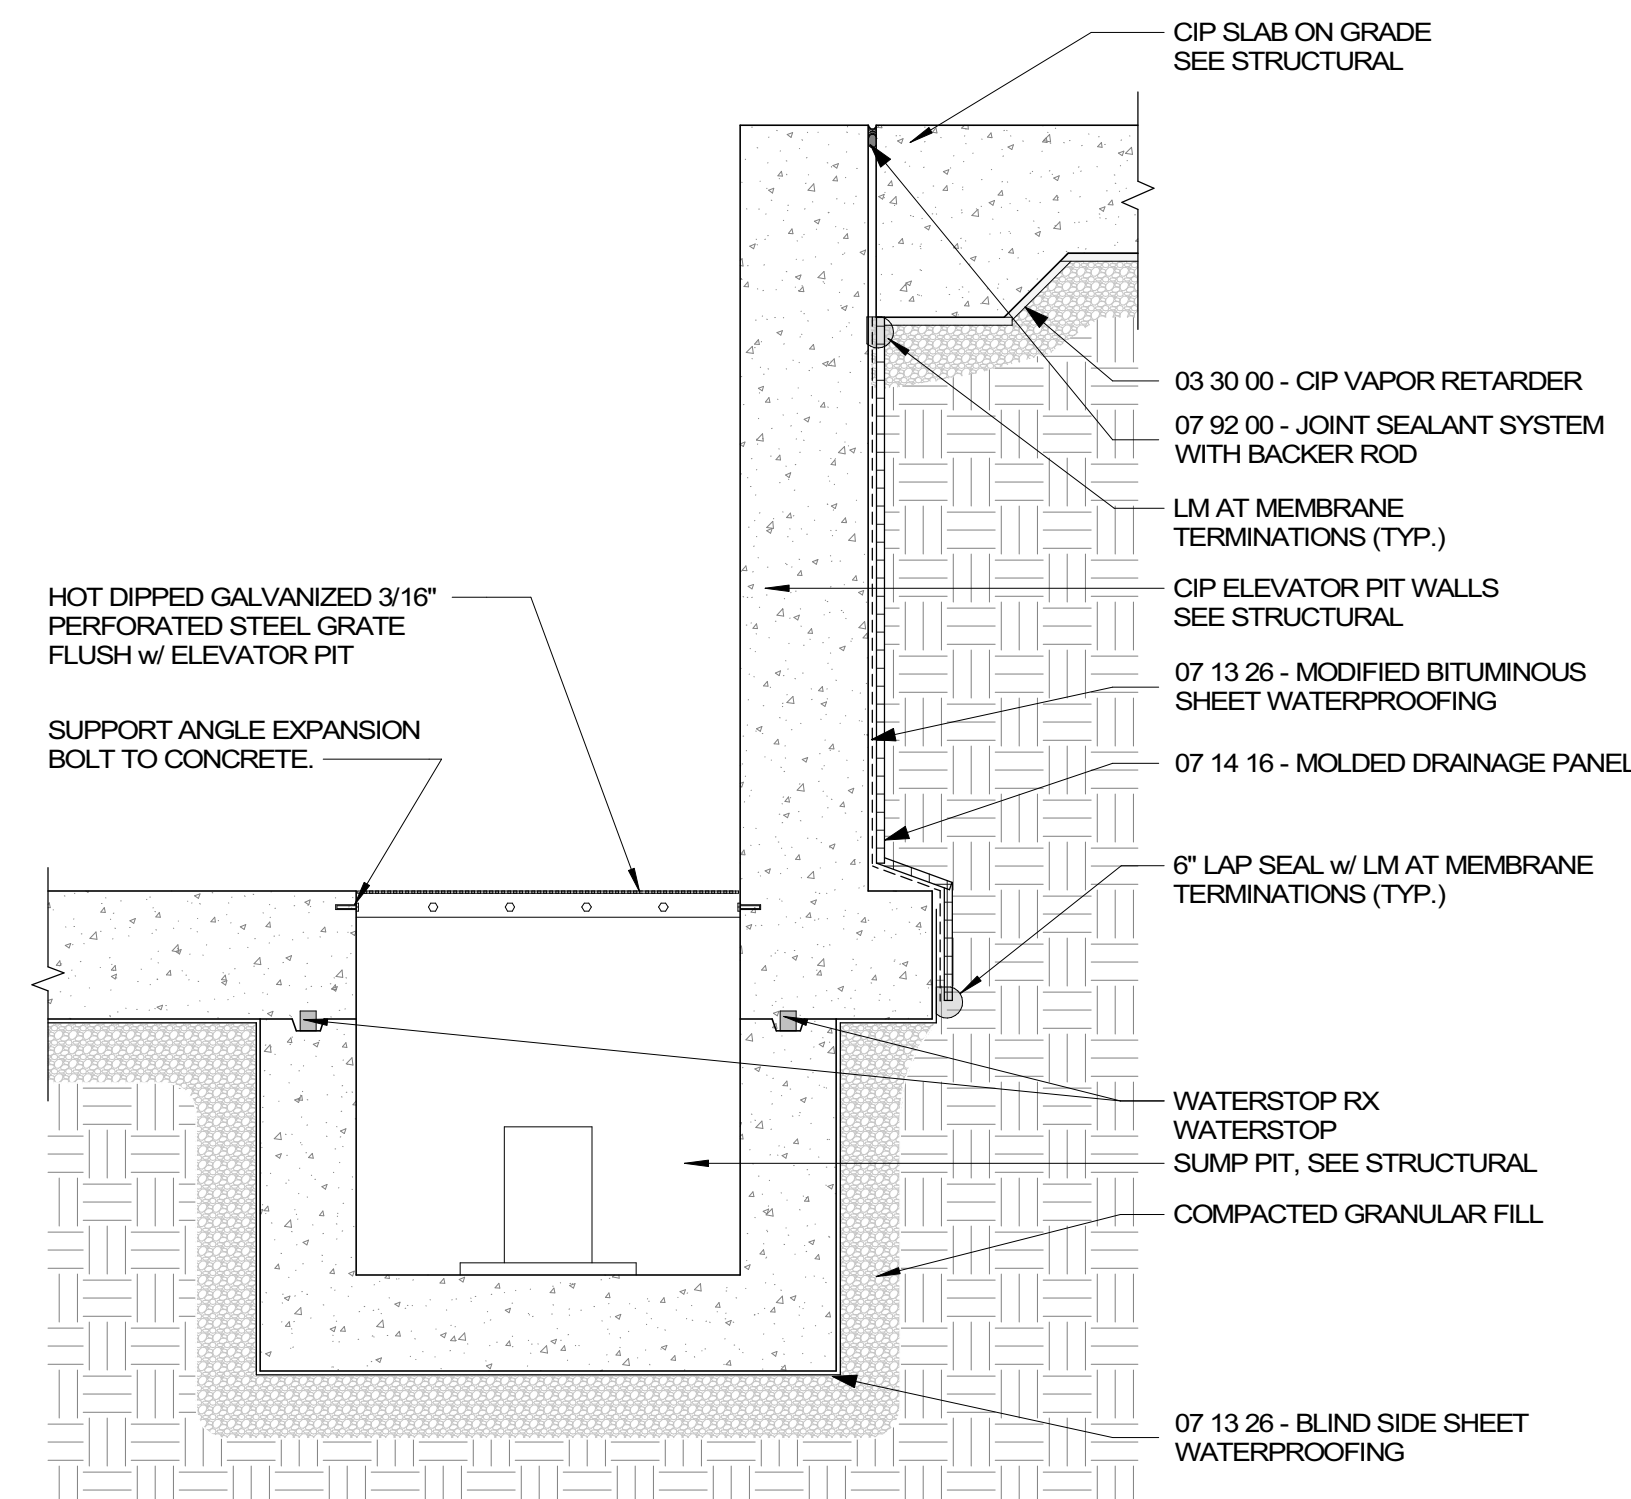 CIP SLAB ON GRADE
SEE STRUCTURAL
03 30 00 - CIP VAPOR RETARDER
07 92 00 - JOINT SEALANT SYSTEM
WITH BACKER ROD
LM AT MEMBRANE
TERMINATIONS (TYP.)
CIP ELEVATOR PIT WALLS
SEE STRUCTURAL
07 13 26 - MODIFIED BITUMINOUS
SHEET WATERPROOFING
07 14 16 - MOLDED DRAINAGE PANEL
6" LAP SEAL w/ LM AT MEMBRANE
TERMINATIONS (TYP.)
HOT DIPPED GALVANIZED 3/16"
PERFORATED STEEL GRATE
FLUSH w/ ELEVATOR PIT
SUPPORT ANGLE EXPANSION
BOLT TO CONCRETE.
WATERSTOP RX
WATERSTOP
SUMP PIT, SEE STRUCTURAL
COMPACTED GRANULAR FILL
07 13 26 - BLIND SIDE SHEET
WATERPROOFING